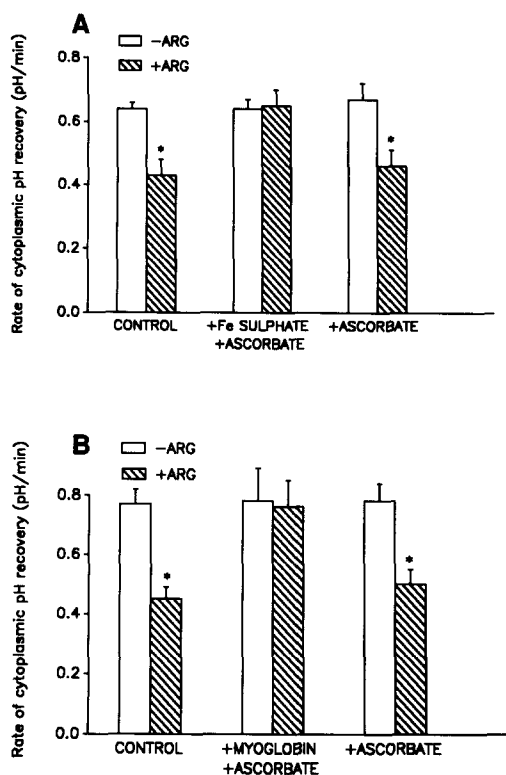 A
−ARG
+ARG
Rate of cytoplasmic pH recovery (pH/min)
0.8
0.6
0.4
0.2
0.0
*
*
CONTROL +Fe SULPHATE +ASCORBATE
+ASCORBATE
B
−ARG
+ARG
Rate of cytoplasmic pH recovery (pH/min)
0.8
0.6
0.4
0.2
0.0
*
*
CONTROL +MYOGLOBIN +ASCORBATE
+ASCORBATE